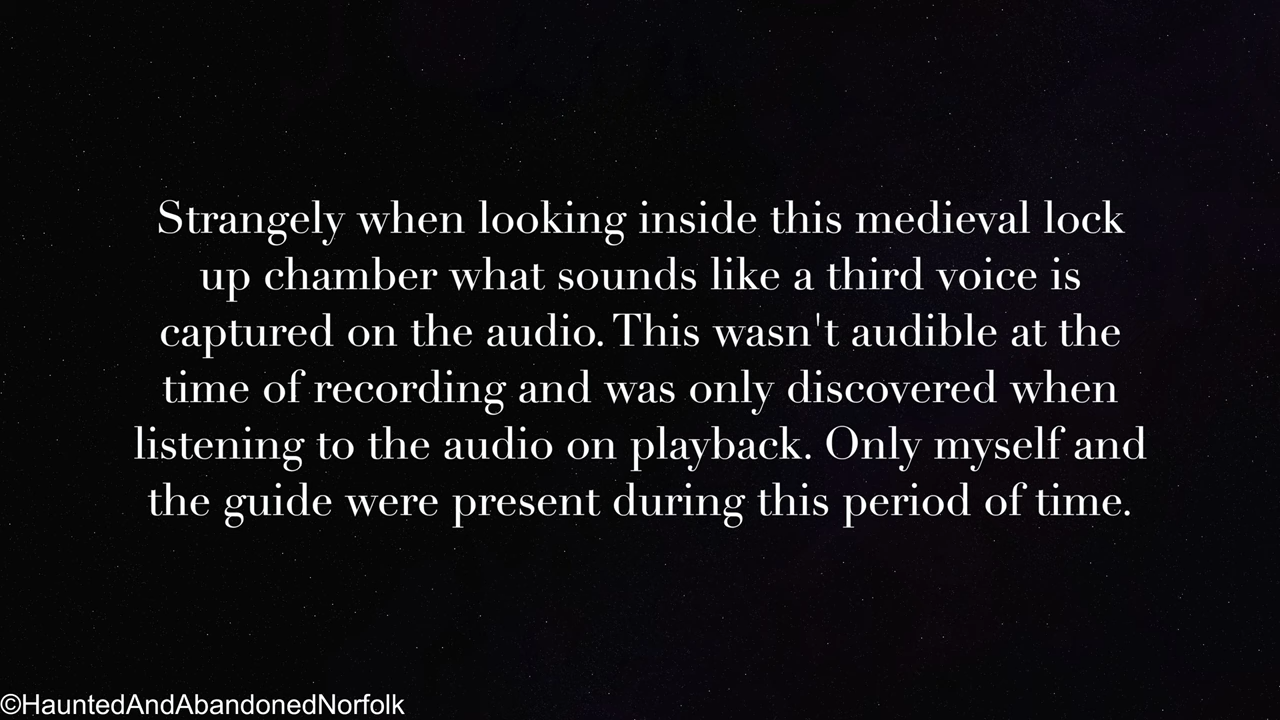 Strangely when looking inside this medieval lock
up chamber what sounds like a third voice is
captured on the audio. This wasn't audible at the
time of recording and was only discovered when
listening to the audio on playback. Only myself and
the guide were present during this period of time.
©HauntedAndAbandonedNorfolk